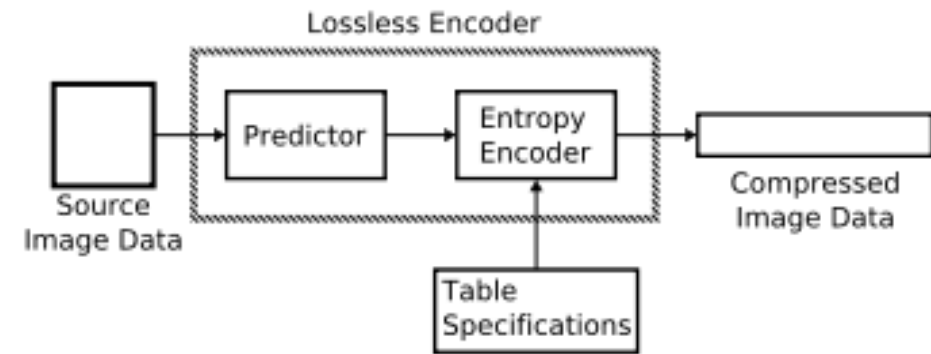 Lossless Encoder
Predictor
Entropy
Encoder
Source
Image Data
Compressed
Image Data
Table
Specifications